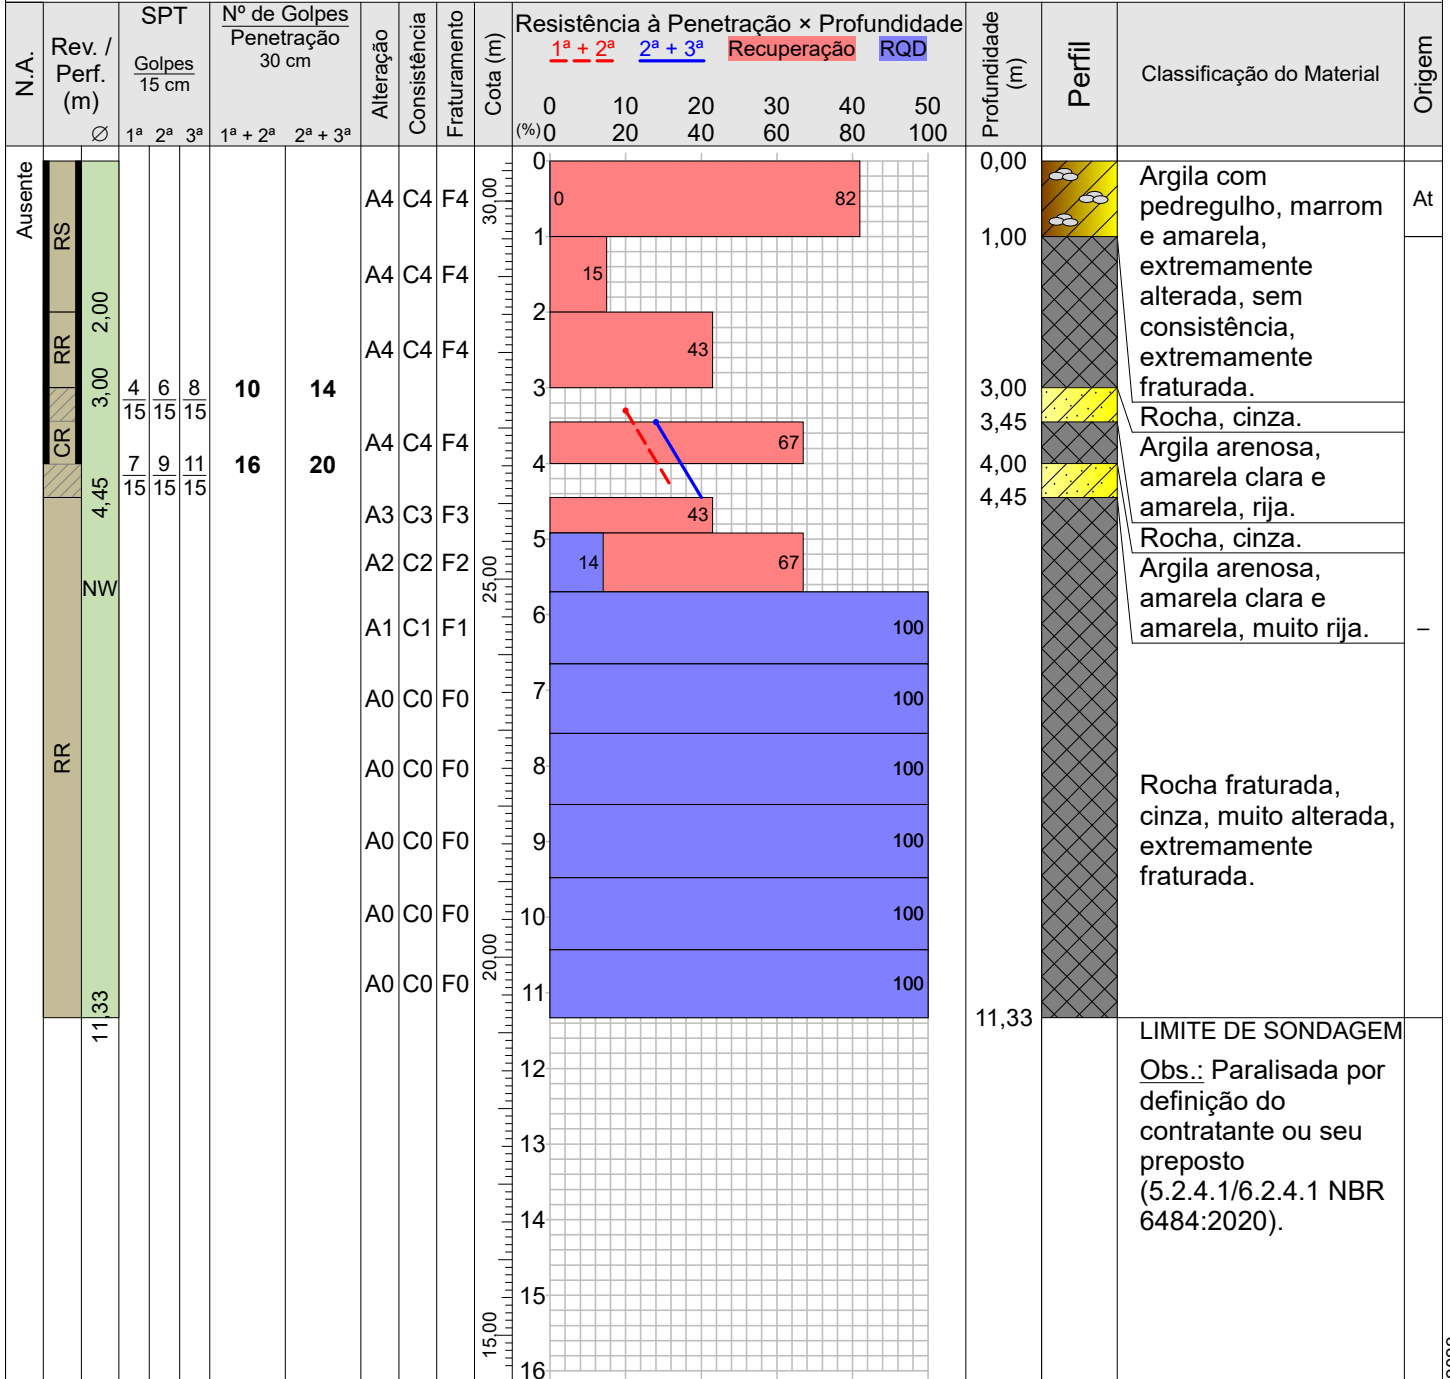 N.A.
Rev. /
Perf.
(m)
∅
SPT
Golpes
15 cm
1ª 2ª 3ª
Nº de Golpes
Penetração
30 cm
1ª + 2ª 2ª + 3ª
Alteração
Consistência
Fraturamento
Cota (m)
Resistência à Penetração × Profundidade
1ª + 2ª 2ª + 3ª Recuperação RQD
0 10 20 30 40 50
(%) 0 20 40 60 80 100
Profundidade
(m)
Perfil
Classificação do Material
Origem
Ausente
RS
RR
CR
RR
2,00
3,00
4,45
NW
11,33
4 6 8
15 15 15
10 14
7 9 11
15 15 15
16 20
A4 C4 F4
A4 C4 F4
A4 C4 F4
A4 C4 F4
A3 C3 F3
A2 C2 F2
A1 C1 F1
A0 C0 F0
A0 C0 F0
A0 C0 F0
A0 C0 F0
A0 C0 F0
30,00
25,00
20,00
15,00
0
1
2
3
4
5
6
7
8
9
10
11
12
13
14
15
16
0 82
15
43
67
43
14 67
100
100
100
100
100
100
0,00
1,00
3,00
3,45
4,00
4,45
11,33
Argila com
pedregulho, marrom
e amarela,
extremamente
alterada, sem
consistência,
extremamente
fraturada.
Rocha, cinza.
Argila arenosa,
amarela clara e
amarela, rija.
Rocha, cinza.
Argila arenosa,
amarela clara e
amarela, muito rija.
Rocha fraturada,
cinza, muito alterada,
extremamente
fraturada.
LIMITE DE SONDAGEM
Obs.: Paralisada por
definição do
contratante ou seu
preposto
(5.2.4.1/6.2.4.1 NBR
6484:2020).
At
–